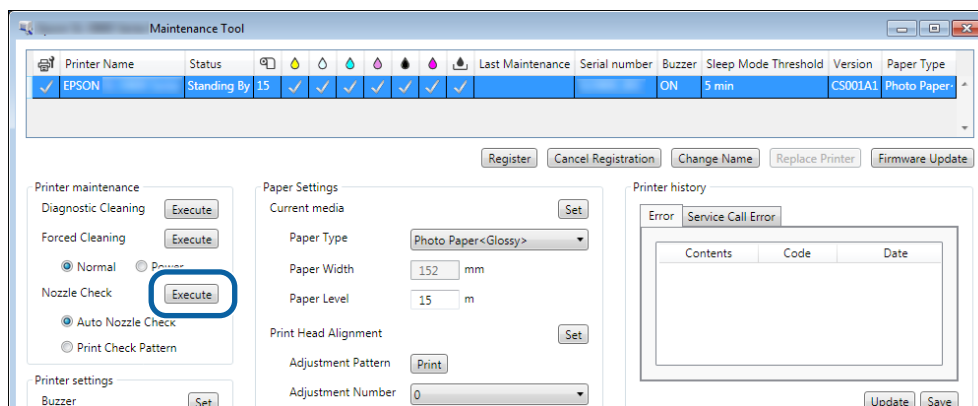 Maintenance Tool
Printer Name Status Last Maintenance Serial number Buzzer Sleep Mode Threshold Version Paper Type
EPSON Standing By 15 ON 5 min CS001A1 Photo Paper-
Register Cancel Registration Change Name Replace Printer Firmware Update
Printer maintenance
Diagnostic Cleaning Execute
Forced Cleaning Execute
Normal Power
Nozzle Check Execute
Auto Nozzle Check
Print Check Pattern
Printer settings
Buzzer Set
Paper Settings
Current media Set
Paper Type Photo Paper<Glossy>
Paper Width 152 mm
Paper Level 15 m
Print Head Alignment Set
Adjustment Pattern Print
Adjustment Number 0
Printer history
Error Service Call Error
Contents Code Date
Update Save